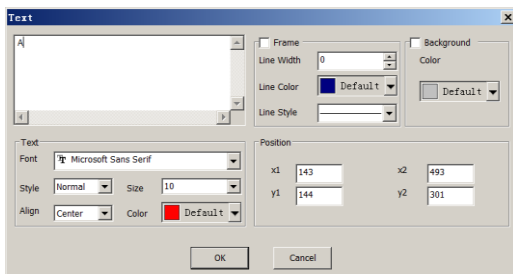 Text
A
Frame
Line Width 0
Line Color Default
Line Style
Background
Color
Default
Text
Font Microsoft Sans Serif
Style Normal Size 10
Align Center Color Default
Position
x1 143 x2 493
y1 144 y2 301
OK Cancel